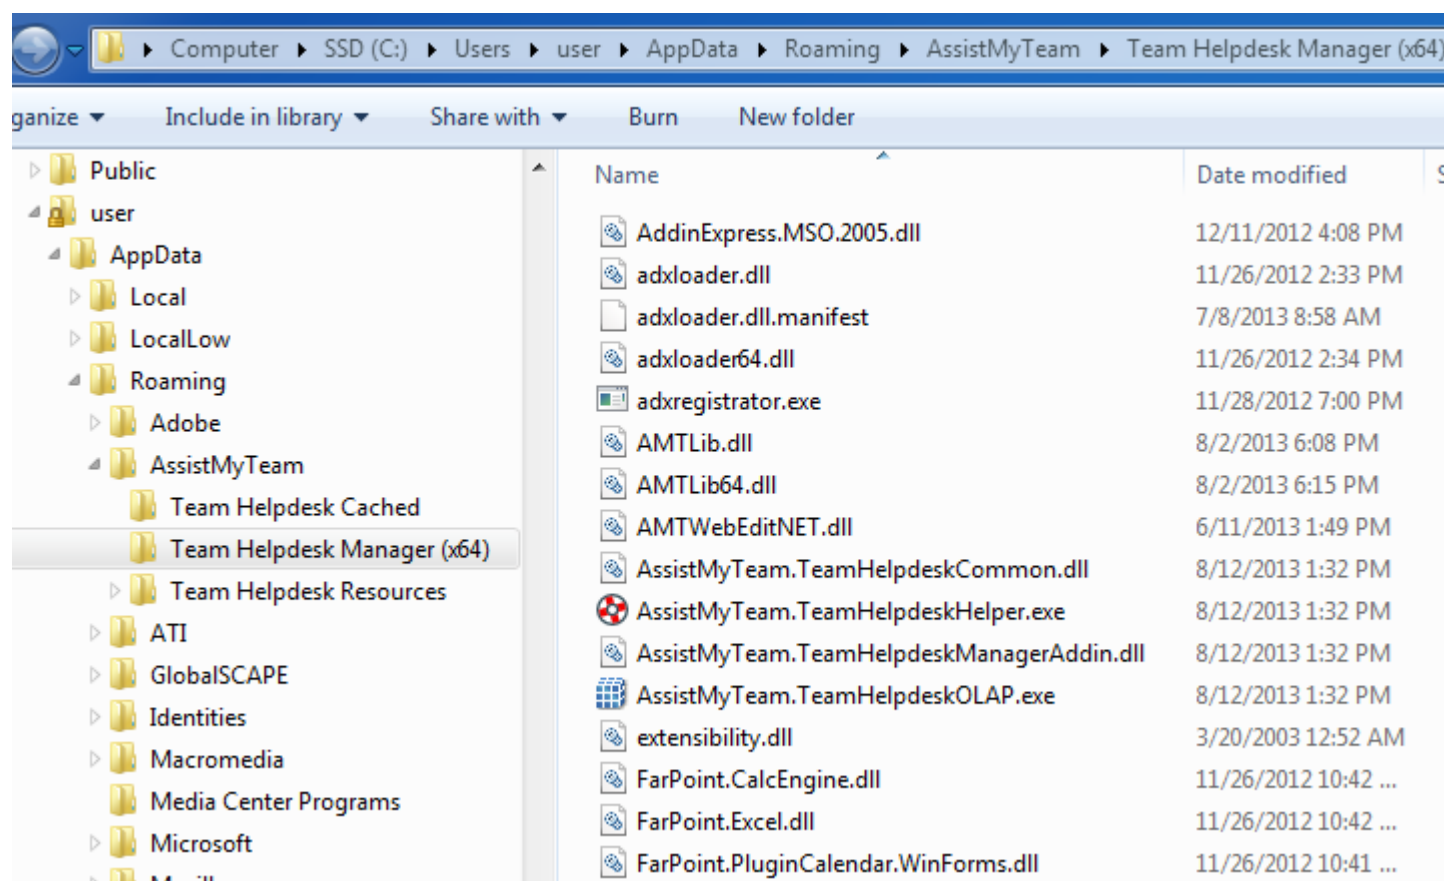 Computer SSD (C:) Users user AppData Roaming AssistMyTeam Team Helpdesk Manager (x64)
ganize Include in library Share with Burn New folder
Public
user
AppData
Local
LocalLow
Roaming
Adobe
AssistMyTeam
Team Helpdesk Cached
Team Helpdesk Manager (x64)
Team Helpdesk Resources
ATI
GlobalSCAPE
Identities
Macromedia
Media Center Programs
Microsoft
Name Date modified S
AddinExpress.MSO.2005.dll 12/11/2012 4:08 PM
adxloader.dll 11/26/2012 2:33 PM
adxloader.dll.manifest 7/8/2013 8:58 AM
adxloader64.dll 11/26/2012 2:34 PM
adxregistrator.exe 11/28/2012 7:00 PM
AMTLib.dll 8/2/2013 6:08 PM
AMTLib64.dll 8/2/2013 6:15 PM
AMTWebEditNET.dll 6/11/2013 1:49 PM
AssistMyTeam.TeamHelpdeskCommon.dll 8/12/2013 1:32 PM
AssistMyTeam.TeamHelpdeskHelper.exe 8/12/2013 1:32 PM
AssistMyTeam.TeamHelpdeskManagerAddin.dll 8/12/2013 1:32 PM
AssistMyTeam.TeamHelpdeskOLAP.exe 8/12/2013 1:32 PM
extensibility.dll 3/20/2003 12:52 AM
FarPoint.CalcEngine.dll 11/26/2012 10:42 ...
FarPoint.Excel.dll 11/26/2012 10:42 ...
FarPoint.PluginCalendar.WinForms.dll 11/26/2012 10:41 ...